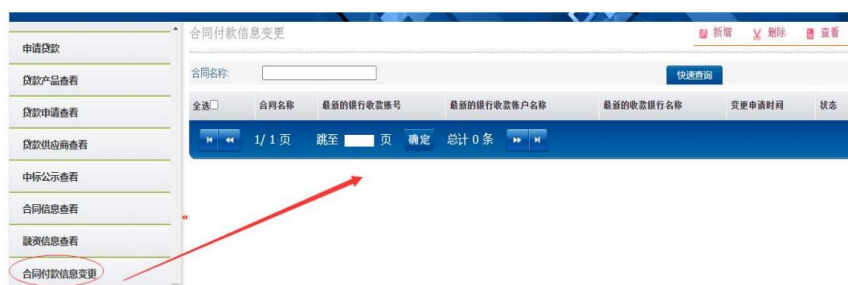 申请贷款
贷款产品查看
贷款申请查看
贷款供应商查看
中标公示查看
合同信息查看
融资信息查看
合同付款信息变更
合同付款信息变更
新增 删除 查看
合同名称:
快速查询
全选 合同名称 最新的银行收款账号 最新的银行收款帐户名称 最新的收款银行名称 变更申请时间 状态
1/ 1 页 跳至 页 确定 总计 0 条